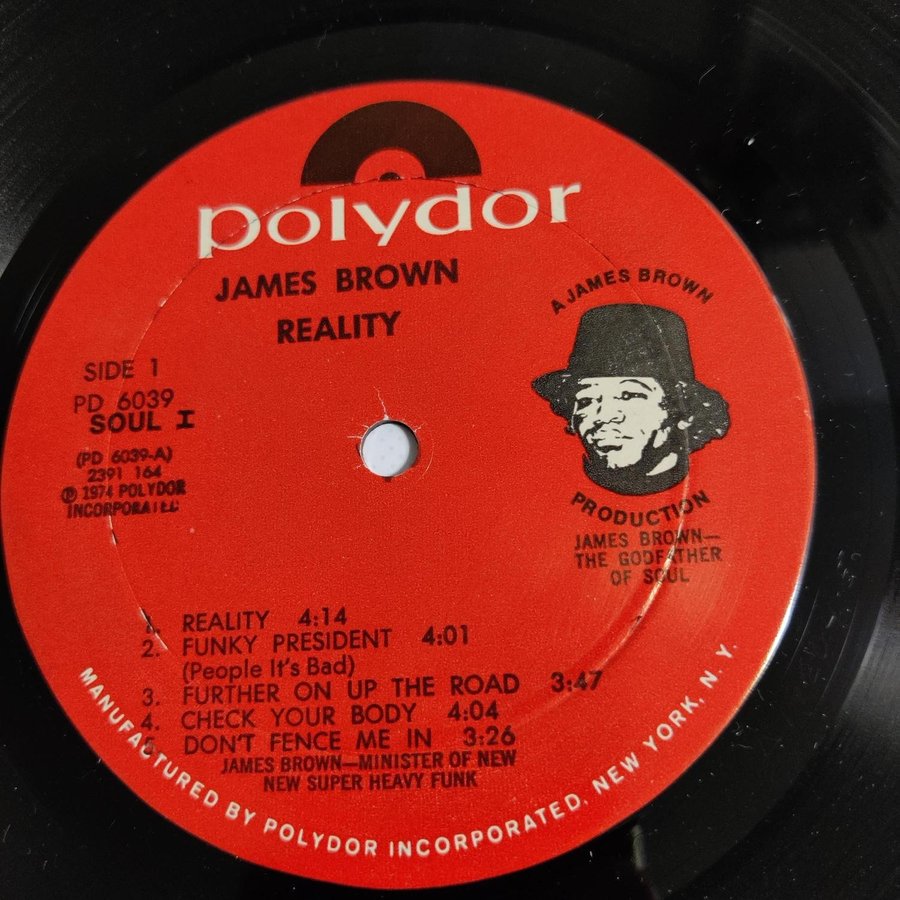 polydor
JAMES BROWN
REALITY
SIDE 1
PD 6039
SOUL I
(PD 6039-A)
2391 164
℗ 1974 POLYDOR
INCORPORATED
A JAMES BROWN
PRODUCTION
JAMES BROWN—
THE GODFATHER
OF SOUL
1. REALITY 4:14
2. FUNKY PRESIDENT 4:01
(People It's Bad)
3. FURTHER ON UP THE ROAD 3:47
4. CHECK YOUR BODY 4:04
5. DON'T FENCE ME IN 3:26
JAMES BROWN—MINISTER OF NEW
NEW SUPER HEAVY FUNK
MANUFACTURED BY POLYDOR INCORPORATED, NEW YORK, N. Y.